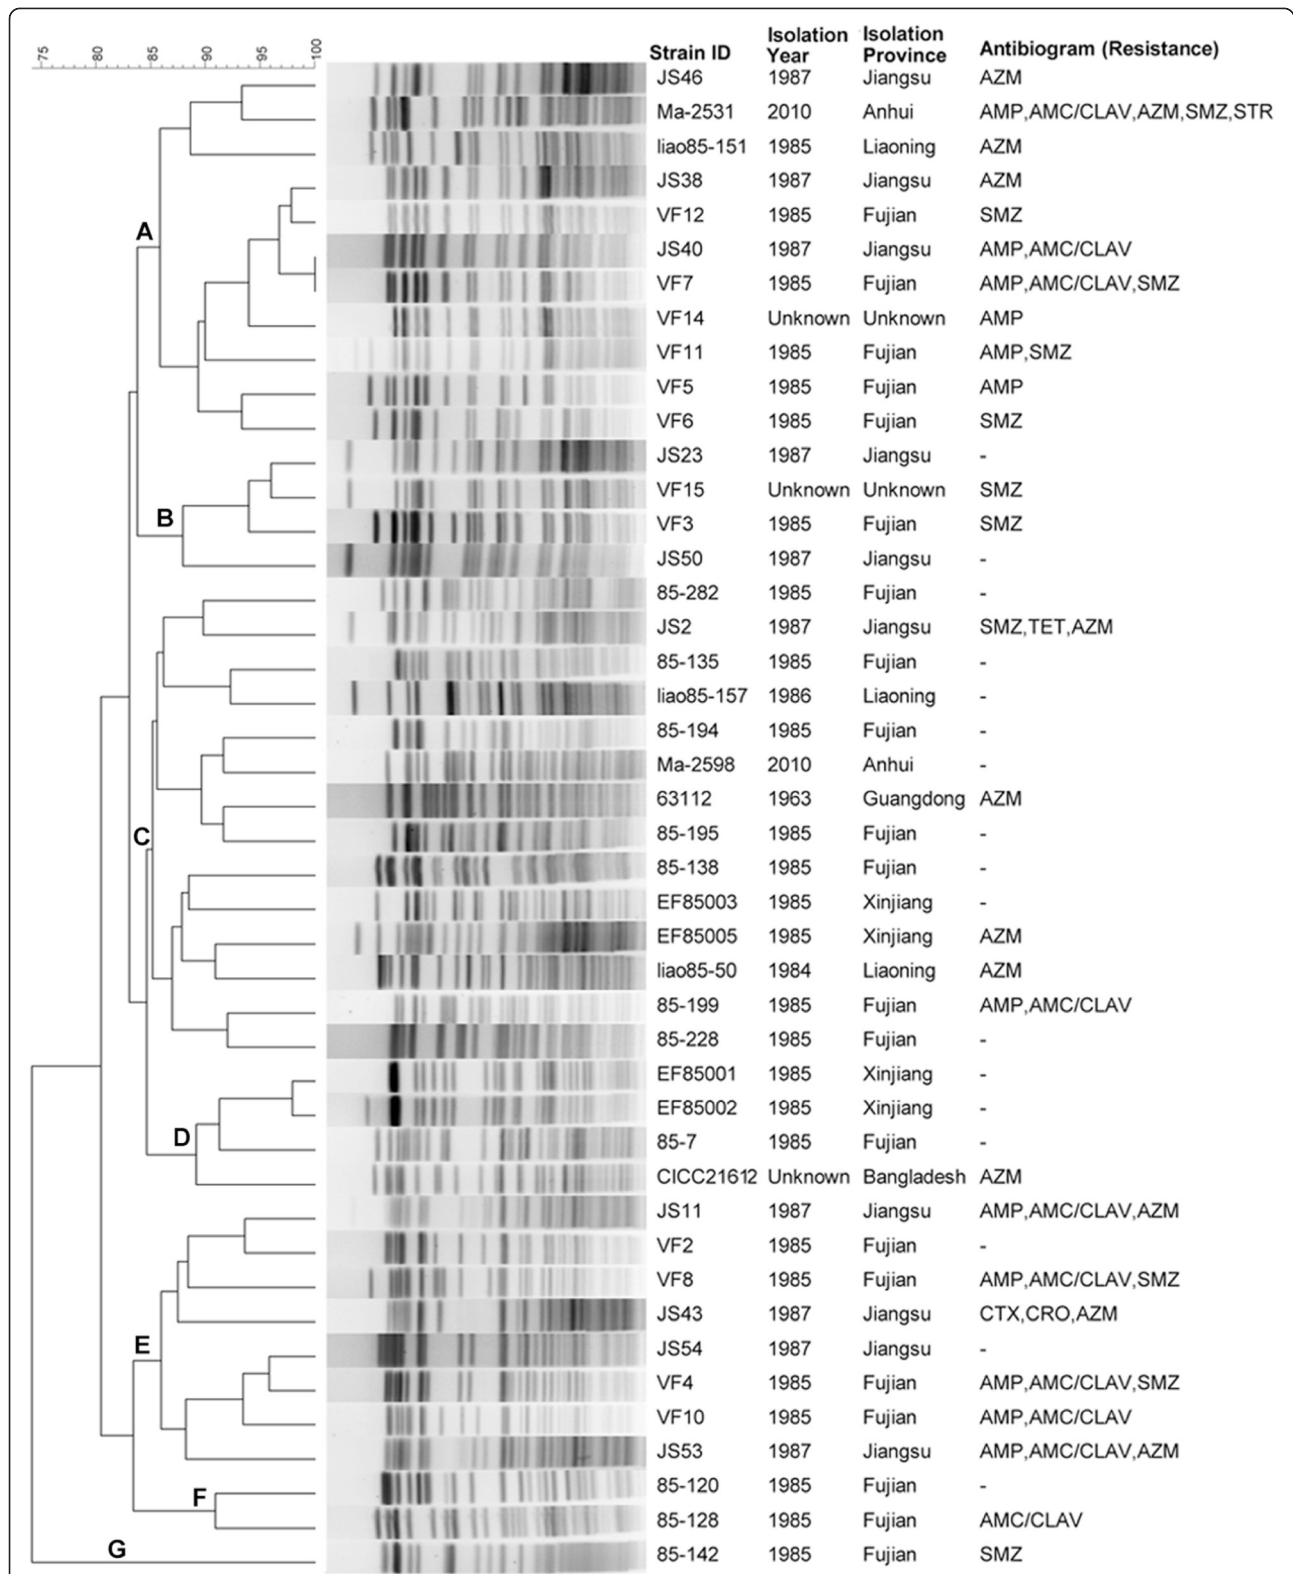 75 80 85 90 95 100
Strain ID Isolation Year Isolation Province Antibiogram (Resistance)
JS46 1987 Jiangsu AZM
Ma-2531 2010 Anhui AMP,AMC/CLAV,AZM,SMZ,STR
liao85-151 1985 Liaoning AZM
JS38 1987 Jiangsu AZM
A VF12 1985 Fujian SMZ
JS40 1987 Jiangsu AMP,AMC/CLAV
VF7 1985 Fujian AMP,AMC/CLAV,SMZ
VF14 Unknown Unknown AMP
VF11 1985 Fujian AMP,SMZ
VF5 1985 Fujian AMP
VF6 1985 Fujian SMZ
JS23 1987 Jiangsu -
VF15 Unknown Unknown SMZ
B VF3 1985 Fujian SMZ
JS50 1987 Jiangsu -
85-282 1985 Fujian -
JS2 1987 Jiangsu SMZ,TET,AZM
85-135 1985 Fujian -
liao85-157 1986 Liaoning -
85-194 1985 Fujian -
Ma-2598 2010 Anhui -
63112 1963 Guangdong AZM
C 85-195 1985 Fujian -
85-138 1985 Fujian -
EF85003 1985 Xinjiang -
EF85005 1985 Xinjiang AZM
liao85-50 1984 Liaoning AZM
85-199 1985 Fujian AMP,AMC/CLAV
85-228 1985 Fujian -
EF85001 1985 Xinjiang -
EF85002 1985 Xinjiang -
D 85-7 1985 Fujian -
CICC21612 Unknown Bangladesh AZM
JS11 1987 Jiangsu AMP,AMC/CLAV,AZM
VF2 1985 Fujian -
VF8 1985 Fujian AMP,AMC/CLAV,SMZ
JS43 1987 Jiangsu CTX,CRO,AZM
E JS54 1987 Jiangsu -
VF4 1985 Fujian AMP,AMC/CLAV,SMZ
VF10 1985 Fujian AMP,AMC/CLAV
JS53 1987 Jiangsu AMP,AMC/CLAV,AZM
85-120 1985 Fujian -
F 85-128 1985 Fujian AMC/CLAV
G 85-142 1985 Fujian SMZ